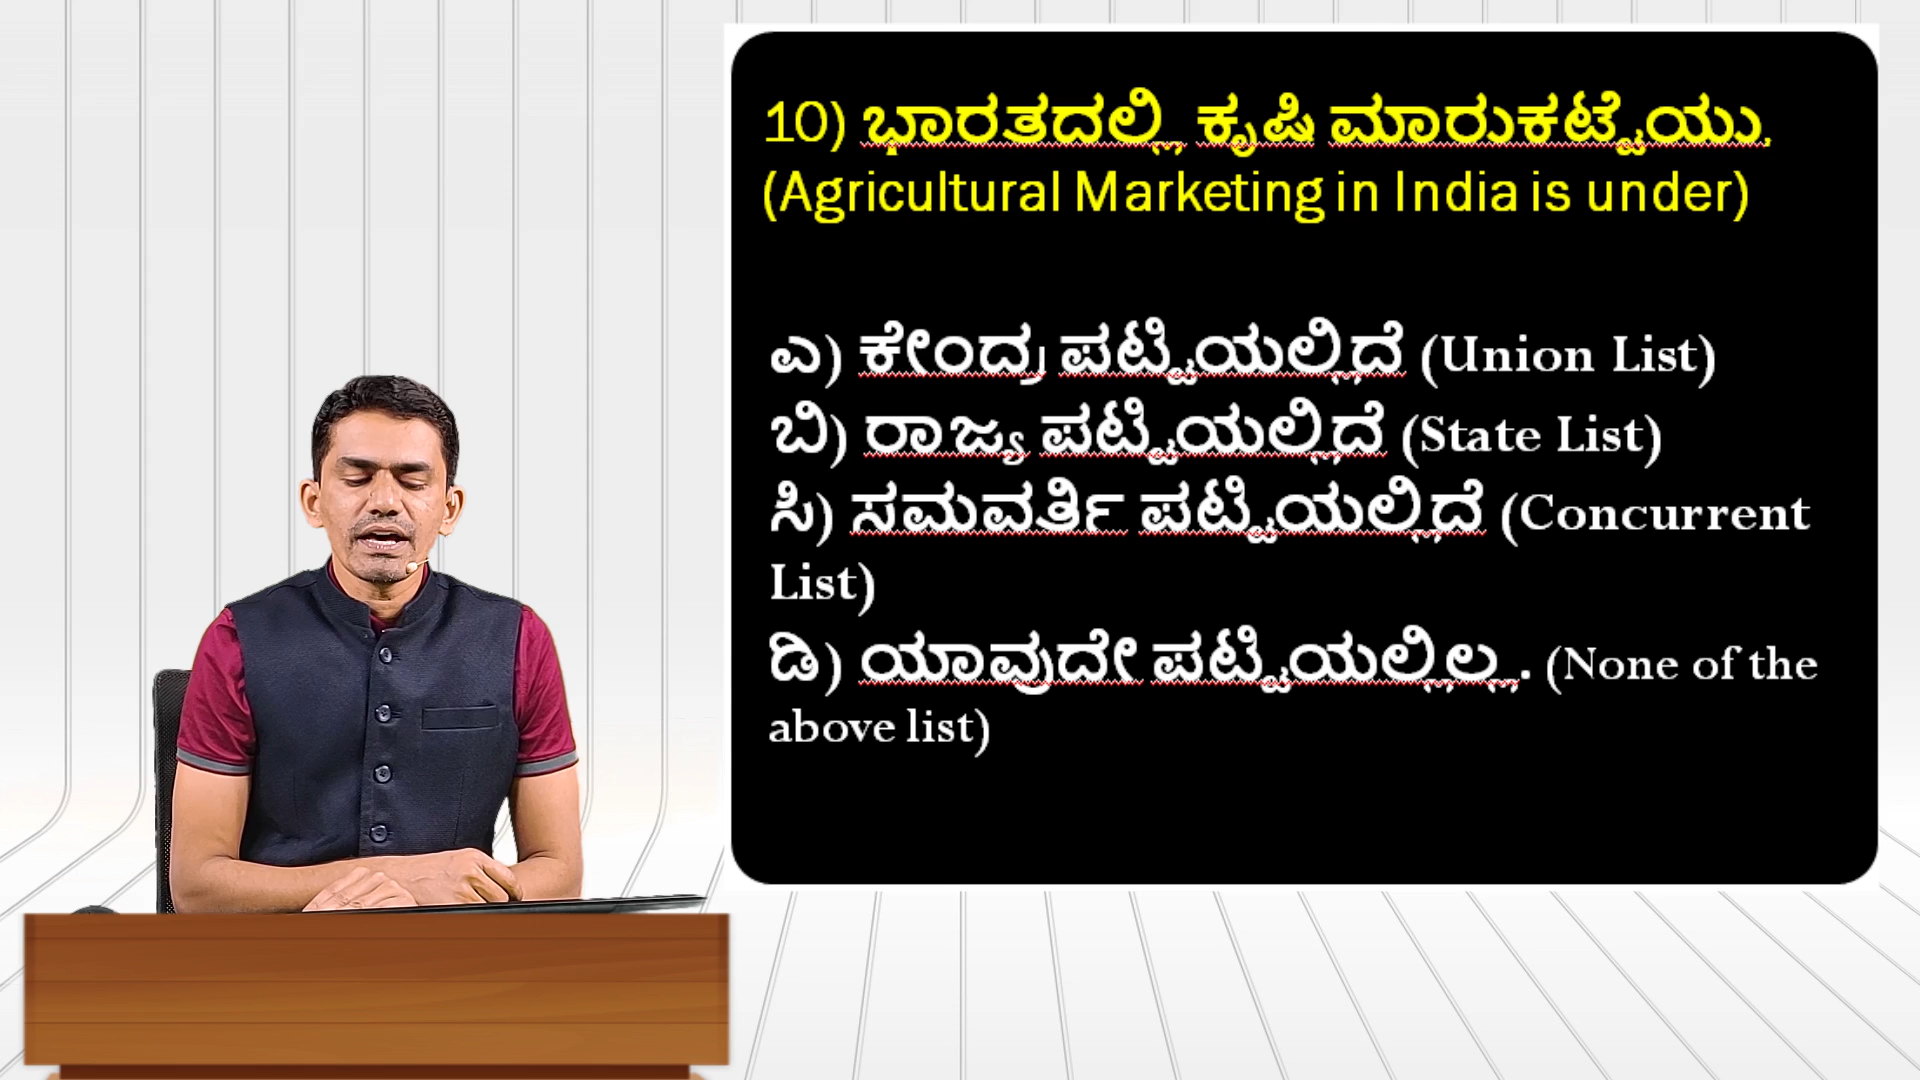 10) ಭಾರತದಲ್ಲಿ ಕೃಷಿ ಮಾರುಕಟ್ಟೆಯು,
(Agricultural Marketing in India is under)
ಎ) ಕೇಂದ್ರ ಪಟ್ಟಿಯಲ್ಲಿದೆ (Union List)
ಬಿ) ರಾಜ್ಯ ಪಟ್ಟಿಯಲ್ಲಿದೆ (State List)
ಸಿ) ಸಮವರ್ತಿ ಪಟ್ಟಿಯಲ್ಲಿದೆ (Concurrent
List)
ಡಿ) ಯಾವುದೇ ಪಟ್ಟಿಯಲ್ಲಿಲ್ಲ. (None of the
above list)